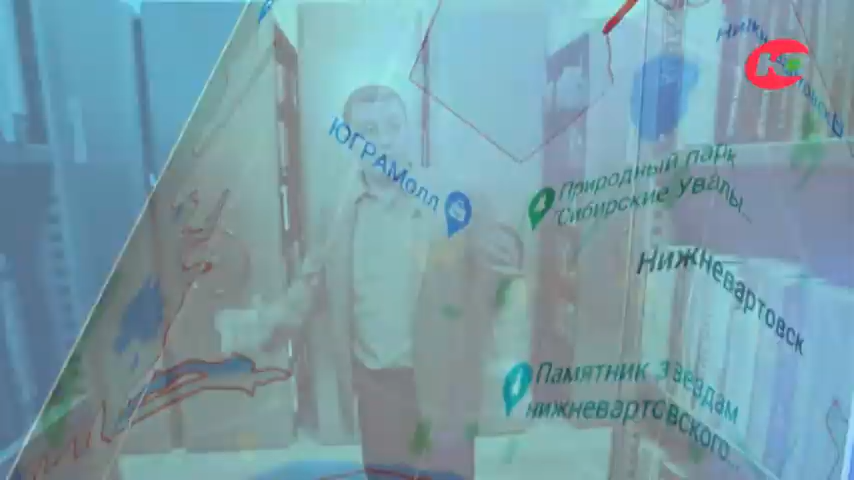 ЮГРАМолл
Природный парк
Сибирские Увалы...
Нижневартовск
Памятник Звездам
нижневартовского...